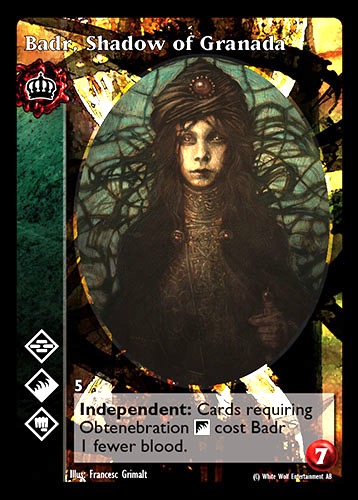 Badr, Shadow of Granada
5
Independent: Cards requiring
Obtenebration cost Badr
1 fewer blood.
7
Illus: Francesc Grimalt
(C) White Wolf Entertainment AB